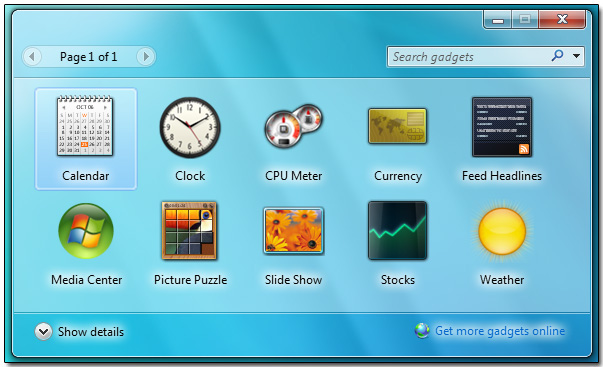 Page 1 of 1
Search gadgets
OCT 06
Calendar
Clock
CPU Meter
Currency
Feed Headlines
Media Center
Picture Puzzle
Slide Show
Stocks
Weather
Show details
Get more gadgets online